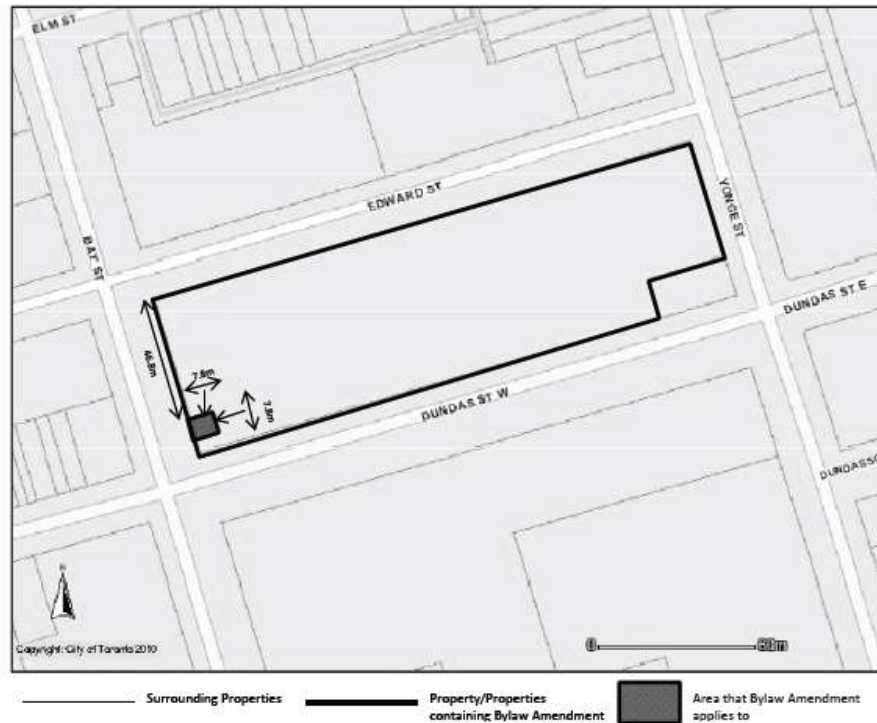 ELM ST
EDWARD ST
YONGE ST
BAY ST
DUNDAS ST E
46.8m
7.8m
7.8m
DUNDAS ST W
N
Copyright: City of Toronto 2010
0
60m
Surrounding Properties
Property/Properties
containing Bylaw Amendment
Area that Bylaw Amendment
applies to